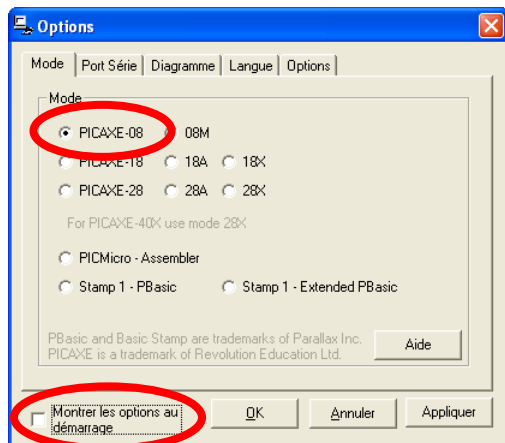 Options
Mode Port Série Diagramme Langue Options
Mode
PICAXE-08 08M
PICAXE-18 18A 18X
PICAXE-28 28A 28X
For PICAXE-40X use mode 28X
PICMicro - Assembler
Stamp 1 - PBasic Stamp 1 - Extended PBasic
PBasic and Basic Stamp are trademarks of Parallax Inc.
PICAXE is a trademark of Revolution Education Ltd.
Aide
Montrer les options au
démarrage
OK Annuler Appliquer